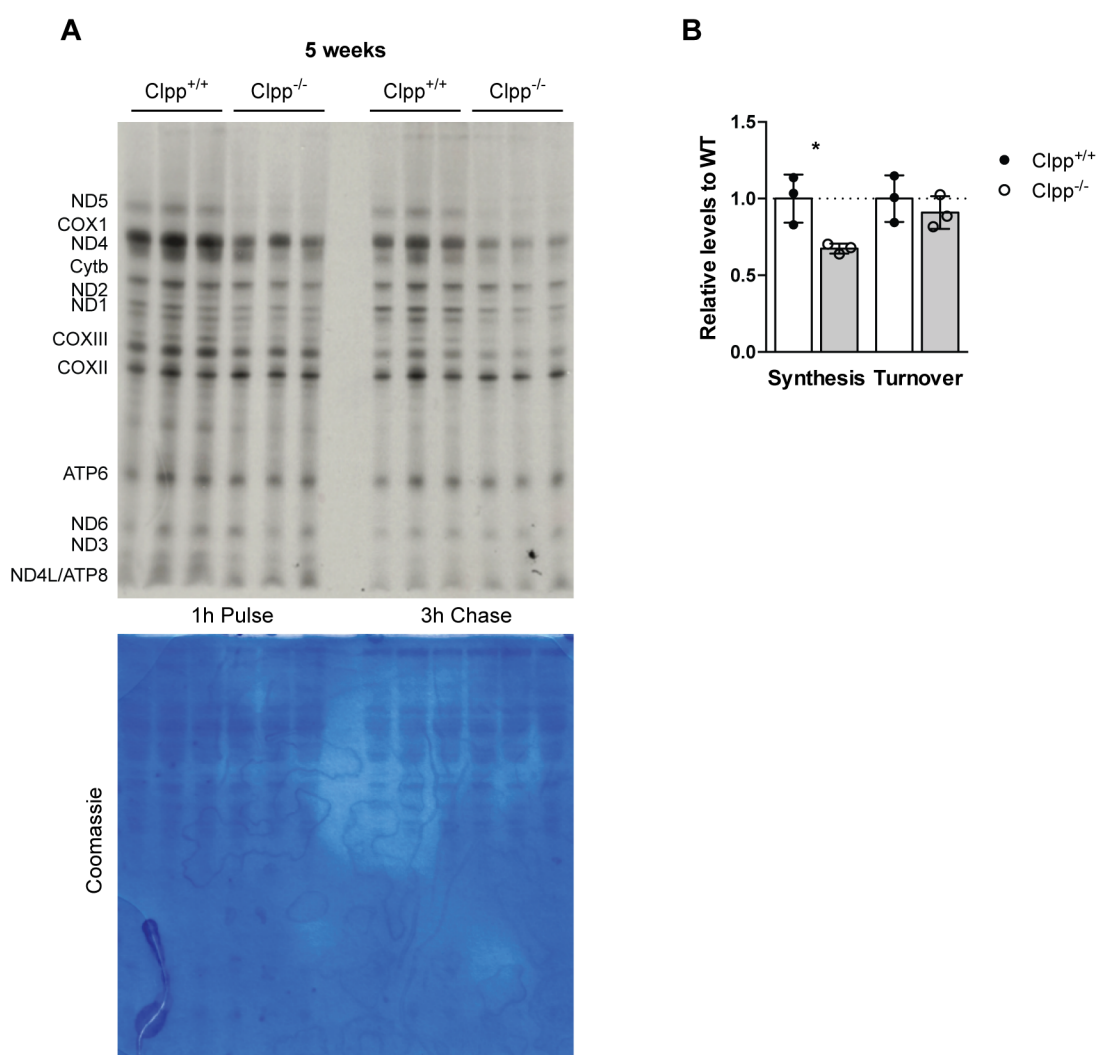 A
5 weeks
Clpp+/+ Clpp-/- Clpp+/+ Clpp-/-
ND5
COX1
ND4
Cytb
ND2
ND1
COXIII
COXII
ATP6
ND6
ND3
ND4L/ATP8
1h Pulse 3h Chase
Coomassie
B
Relative levels to WT
1.5
1.0
0.5
0.0
*
Synthesis Turnover
Clpp+/+
Clpp-/-